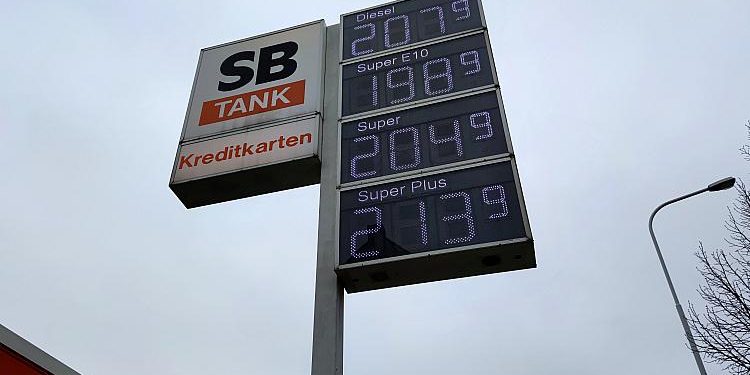 SB
TANK
Kreditkarten
Diesel
2079
Super E10
1989
Super
2049
Super Plus
2139